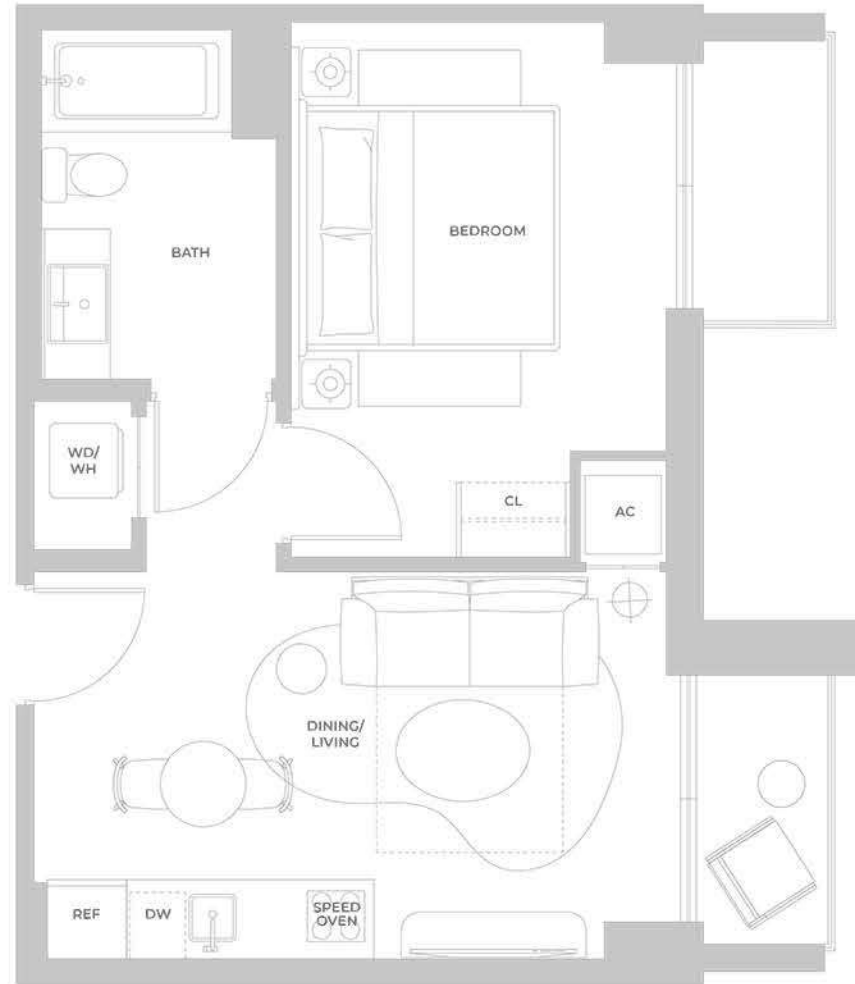 BATH
BEDROOM
WD/
WH
CL
AC
DINING/
LIVING
REF
DW
SPEED
OVEN